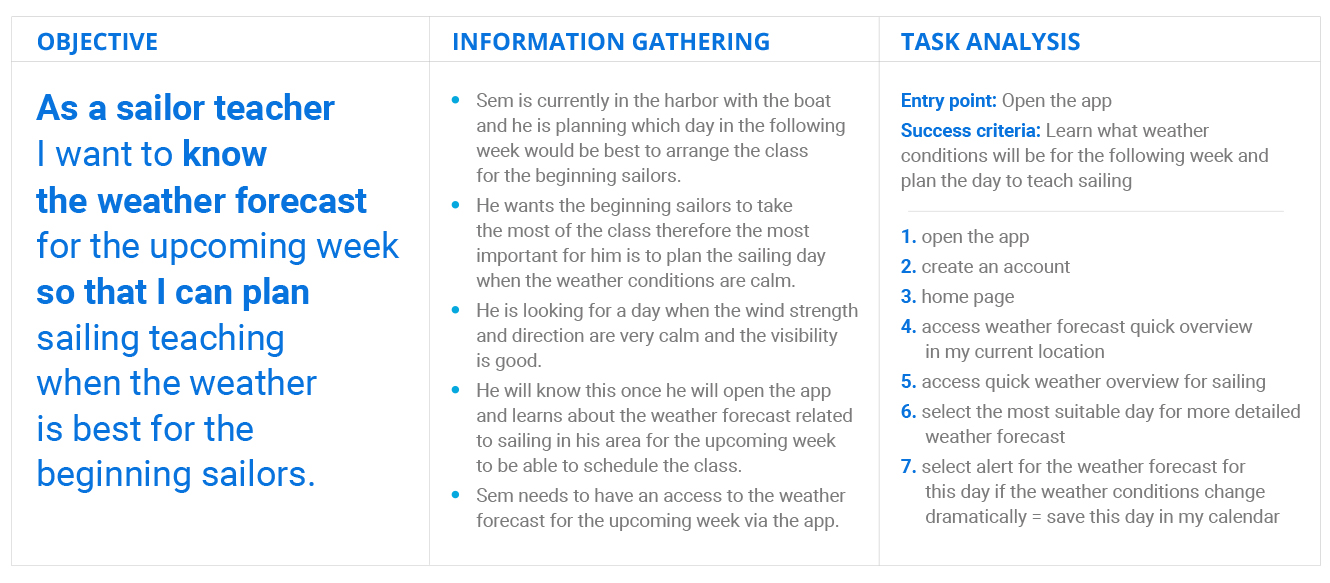 OBJECTIVE
As a sailor teacher
I want to know
the weather forecast
for the upcoming week
so that I can plan
sailing teaching
when the weather
is best for the
beginning sailors.
INFORMATION GATHERING
• Sem is currently in the harbor with the boat
and he is planning which day in the following
week would be best to arrange the class
for the beginning sailors.
• He wants the beginning sailors to take
the most of the class therefore the most
important for him is to plan the sailing day
when the weather conditions are calm.
• He is looking for a day when the wind strength
and direction are very calm and the visibility
is good.
• He will know this once he will open the app
and learns about the weather forecast related
to sailing in his area for the upcoming week
to be able to schedule the class.
• Sem needs to have an access to the weather
forecast for the upcoming week via the app.
TASK ANALYSIS
Entry point: Open the app
Success criteria: Learn what weather
conditions will be for the following week and
plan the day to teach sailing
1. open the app
2. create an account
3. home page
4. access weather forecast quick overview
in my current location
5. access quick weather overview for sailing
6. select the most suitable day for more detailed
weather forecast
7. select alert for the weather forecast for
this day if the weather conditions change
dramatically = save this day in my calendar